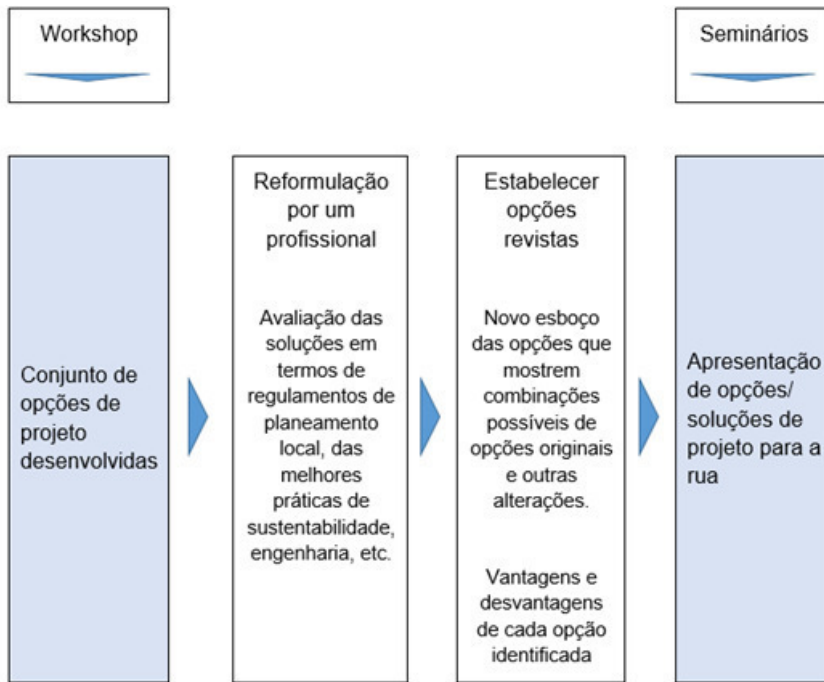 Workshop
Seminários
Conjunto de
opções de
projeto
desenvolvidas
Reformulação
por um
profissional
Avaliação das
soluções em
termos de
regulamentos de
planeamento
local, das
melhores
práticas de
sustentabilidade,
engenharia, etc.
Estabelecer
opções
revistas
Novo esboço
das opções que
mostrem
combinações
possíveis de
opções originais
e outras
alterações.
Vantagens e
desvantagens
de cada opção
identificada
Apresentação
de opções/
soluções de
projeto para a
rua